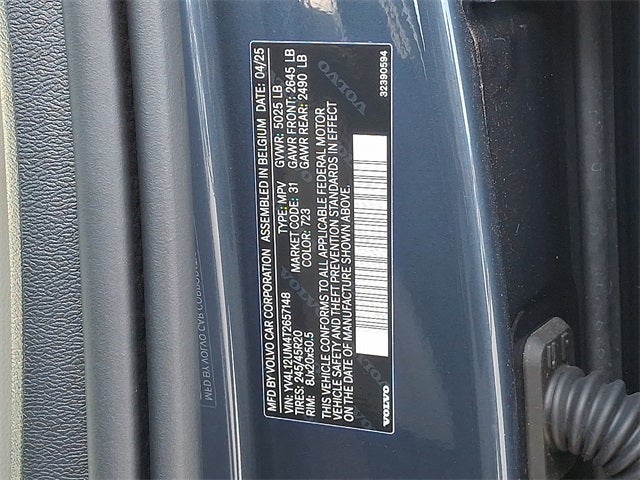 MFD BY VOLVO CAR CORPORATION ASSEMBLED IN BELGIUM DATE: 04/25
VIN: YV4L12UM4T2657148 TYPE: MPV GVWR: 5025 LB
TIRES: 245/45R20 MARKET CODE: 31 GAWR FRONT: 2645 LB
RIM: 8Jx20x50.5 COLOR: 723 GAWR REAR: 2490 LB
THIS VEHICLE CONFORMS TO ALL APPLICABLE FEDERAL MOTOR
VEHICLE SAFETY AND THEFT PREVENTION STANDARDS IN EFFECT
ON THE DATE OF MANUFACTURE SHOWN ABOVE.
VOLVO 32390594
VOLVO
VOLVO